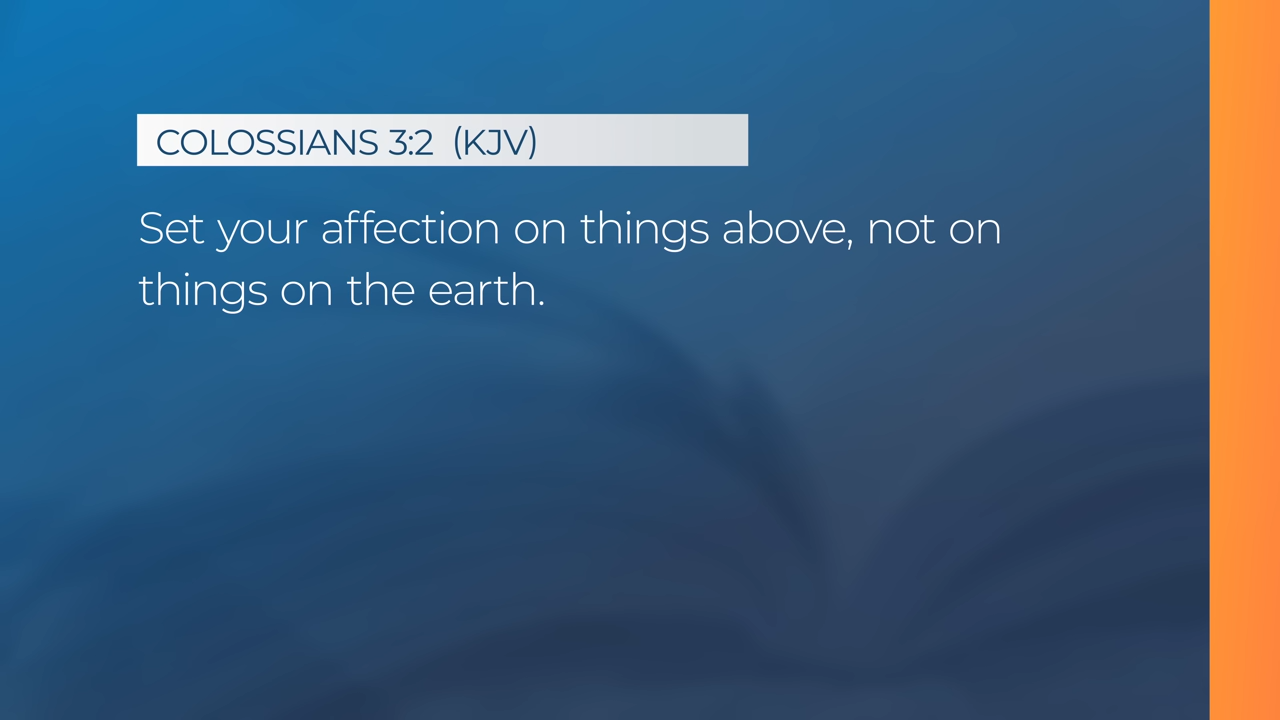 COLOSSIANS 3:2 (KJV)
Set your affection on things above, not on
things on the earth.